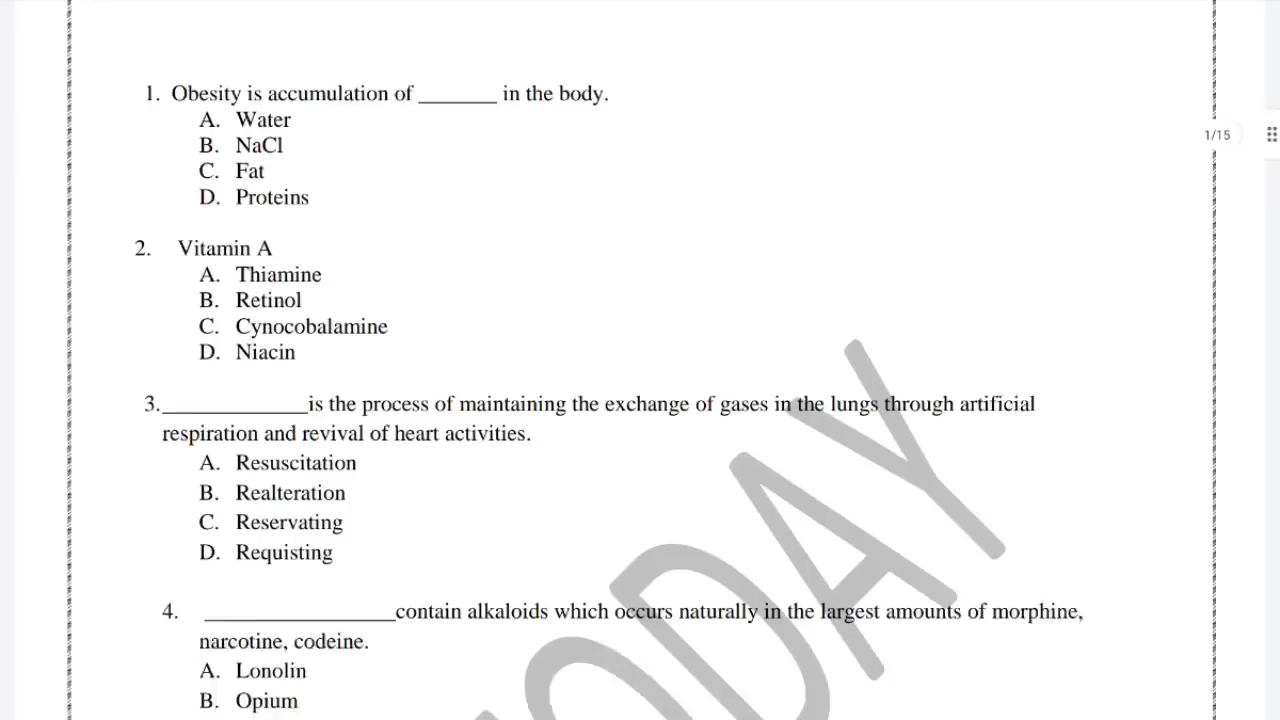 1. Obesity is accumulation of _______ in the body.
A. Water
B. NaCl
C. Fat
D. Proteins
1/15
2. Vitamin A
A. Thiamine
B. Retinol
C. Cynocobalamine
D. Niacin
3._____________is the process of maintaining the exchange of gases in the lungs through artificial
respiration and revival of heart activities.
A. Resuscitation
B. Realteration
C. Reservating
D. Requisting
4. _________________contain alkaloids which occurs naturally in the largest amounts of morphine,
narcotine, codeine.
A. Lonolin
B. Opium
ODAY